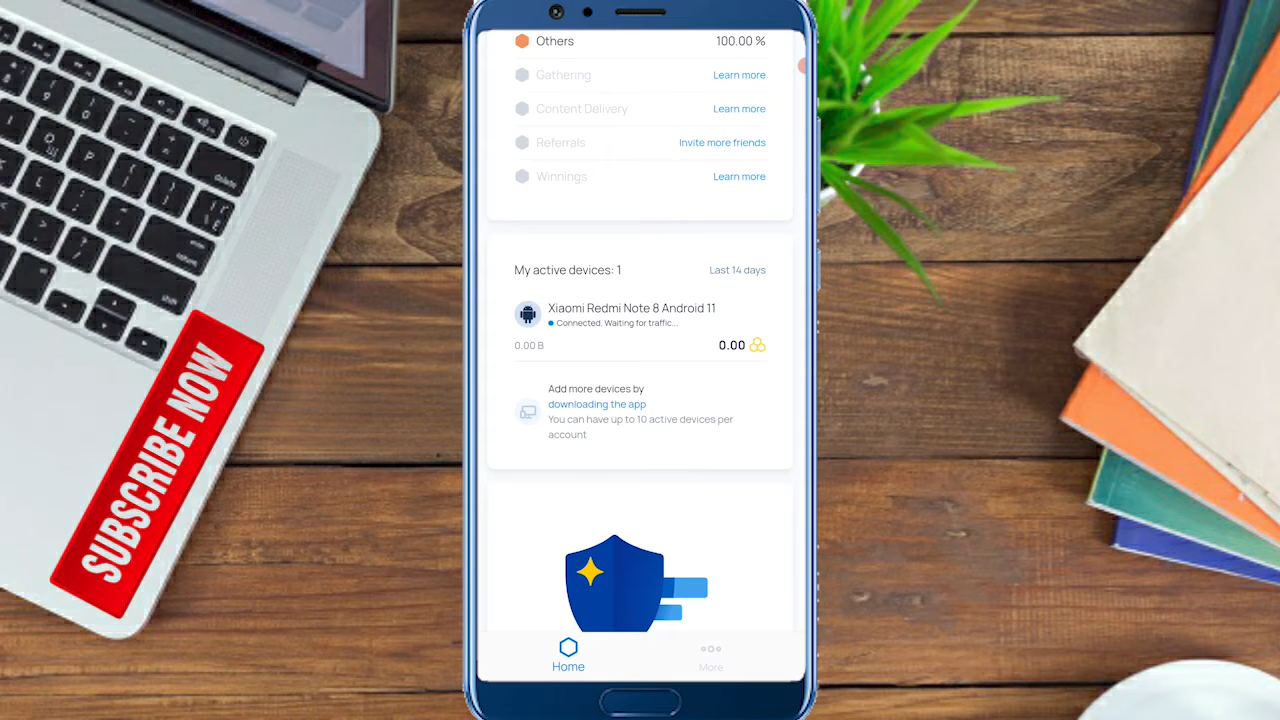 Others 100.00 %
Gathering Learn more
Content Delivery Learn more
Referrals Invite more friends
Winnings Learn more
My active devices: 1 Last 14 days
Xiaomi Redmi Note 8 Android 11
Connected. Waiting for traffic...
0.00 B 0.00
Add more devices by
downloading the app
You can have up to 10 active devices per
account
Home More
SUBSCRIBE NOW